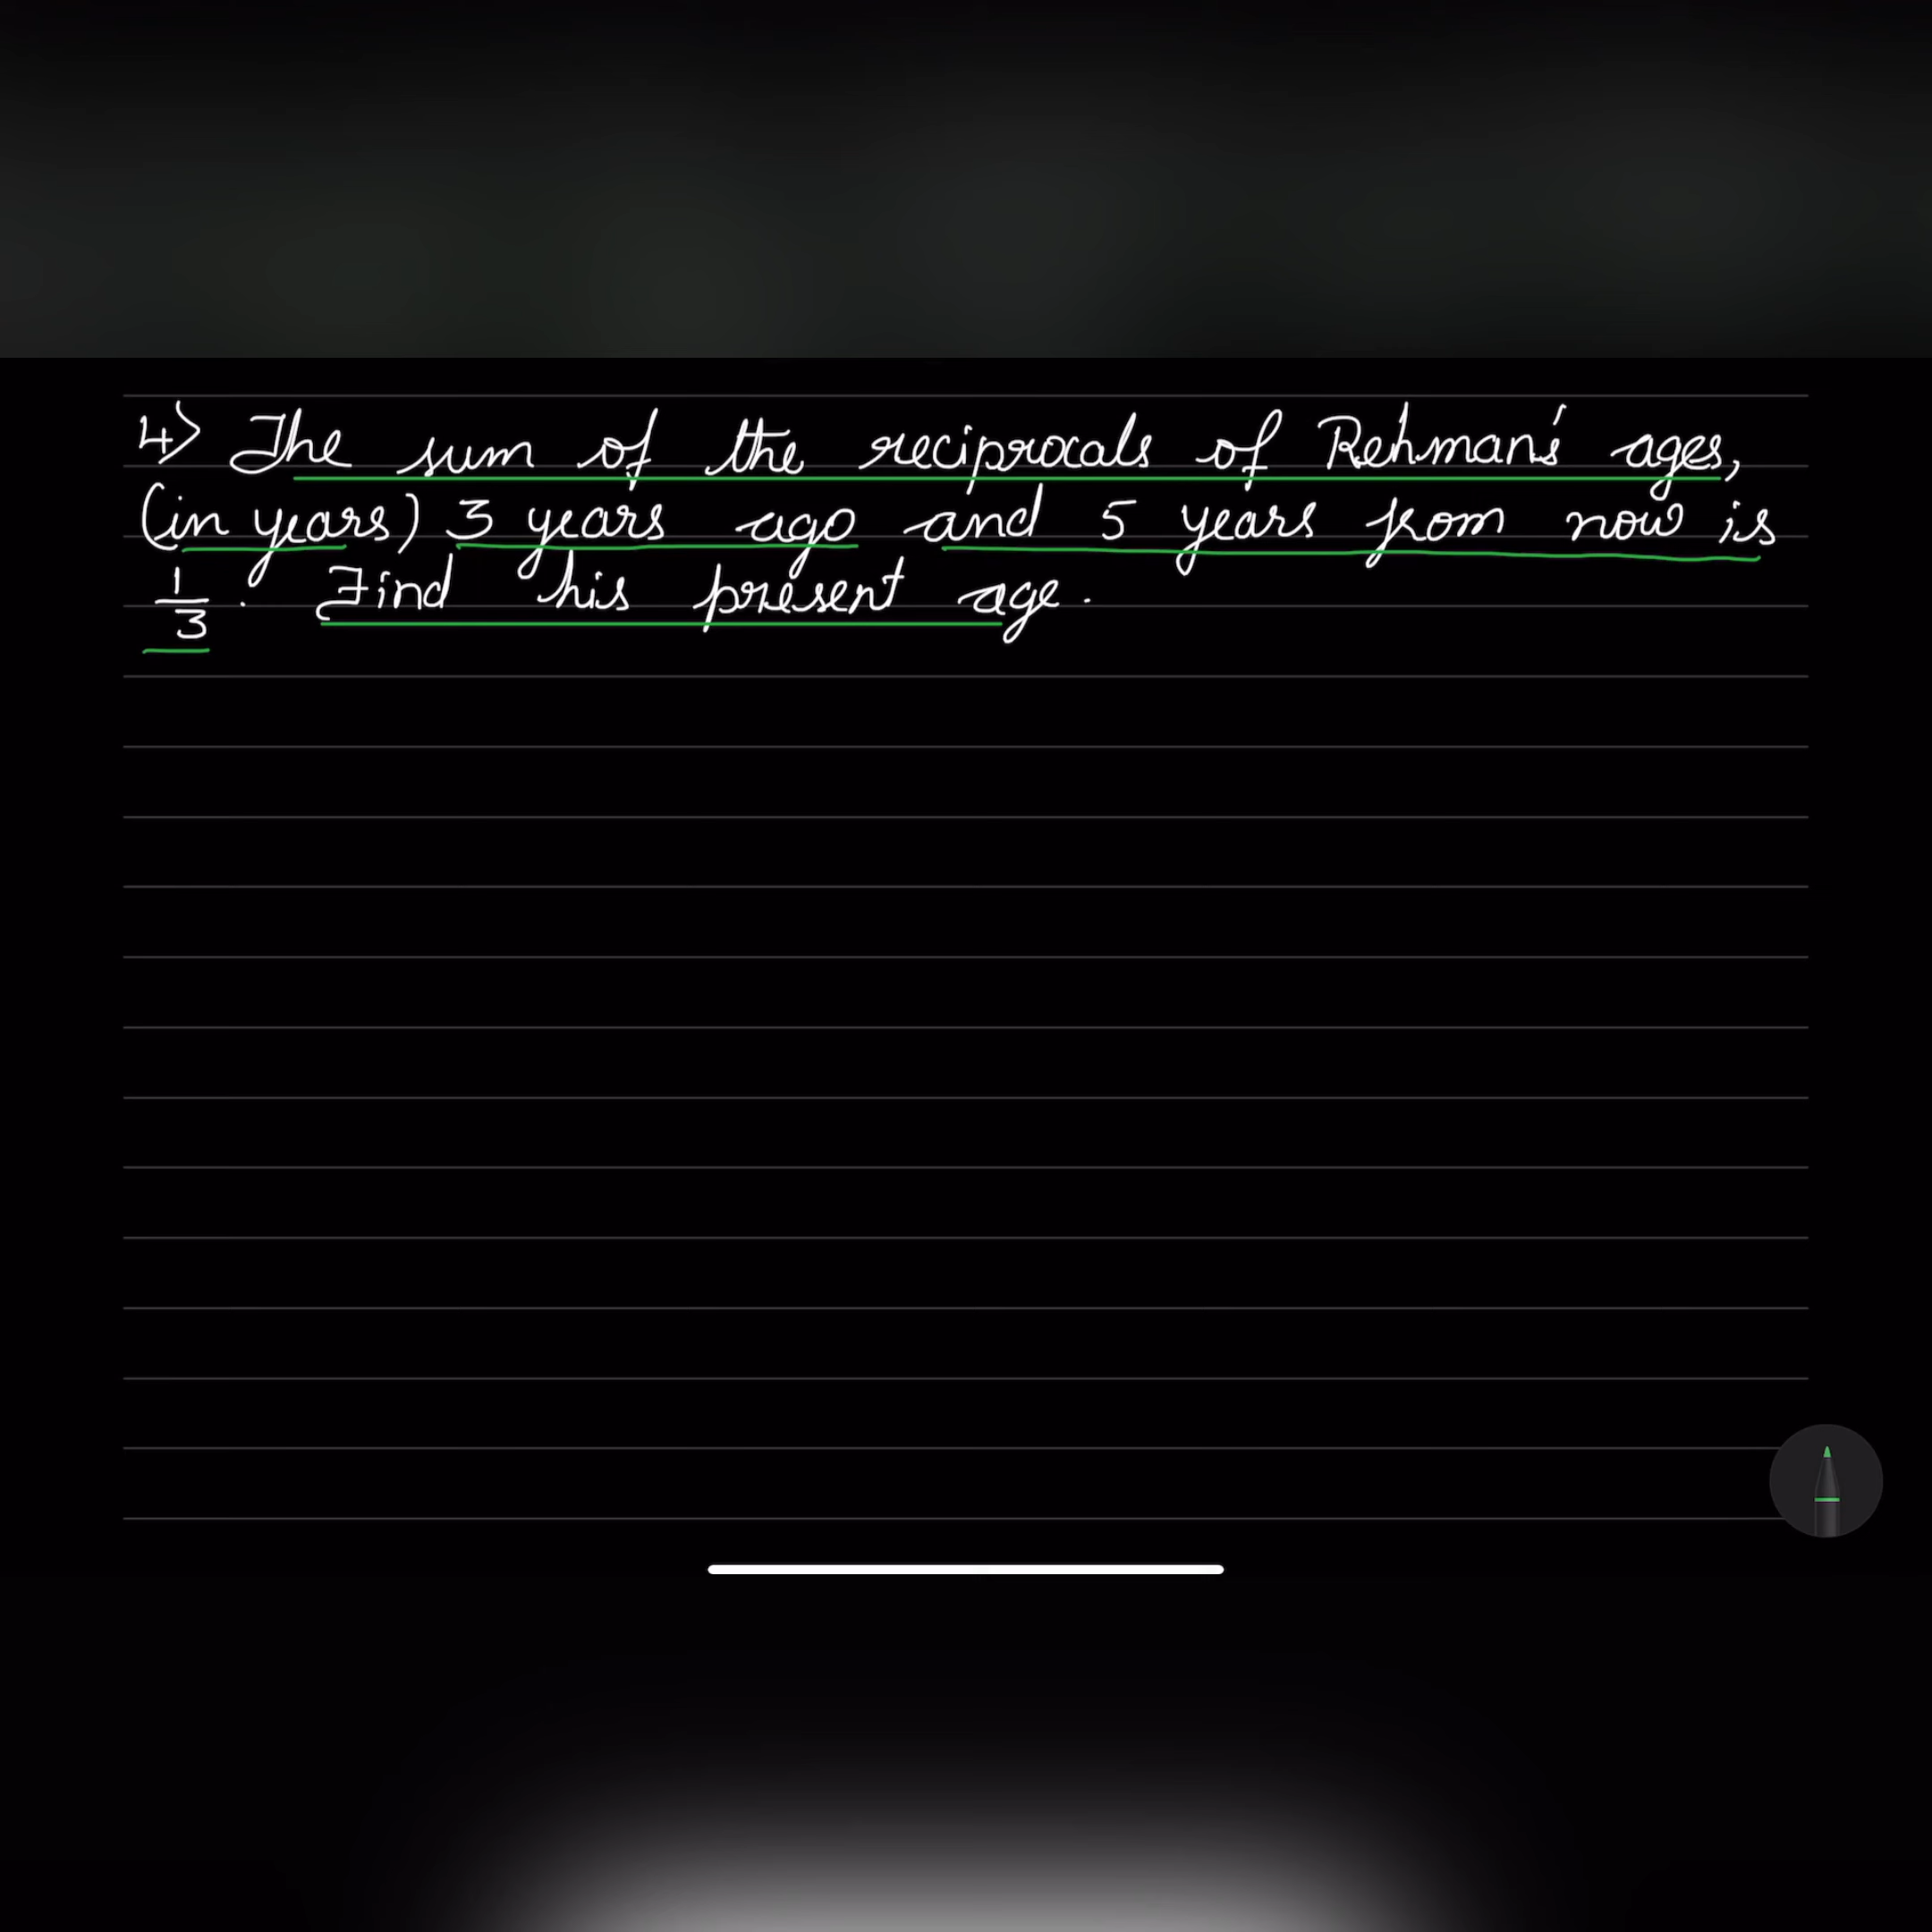 4> The sum of the reciprocals of Rehman's ages,
(in years) 3 years ago and 5 years from now is
1/3. Find his present age.